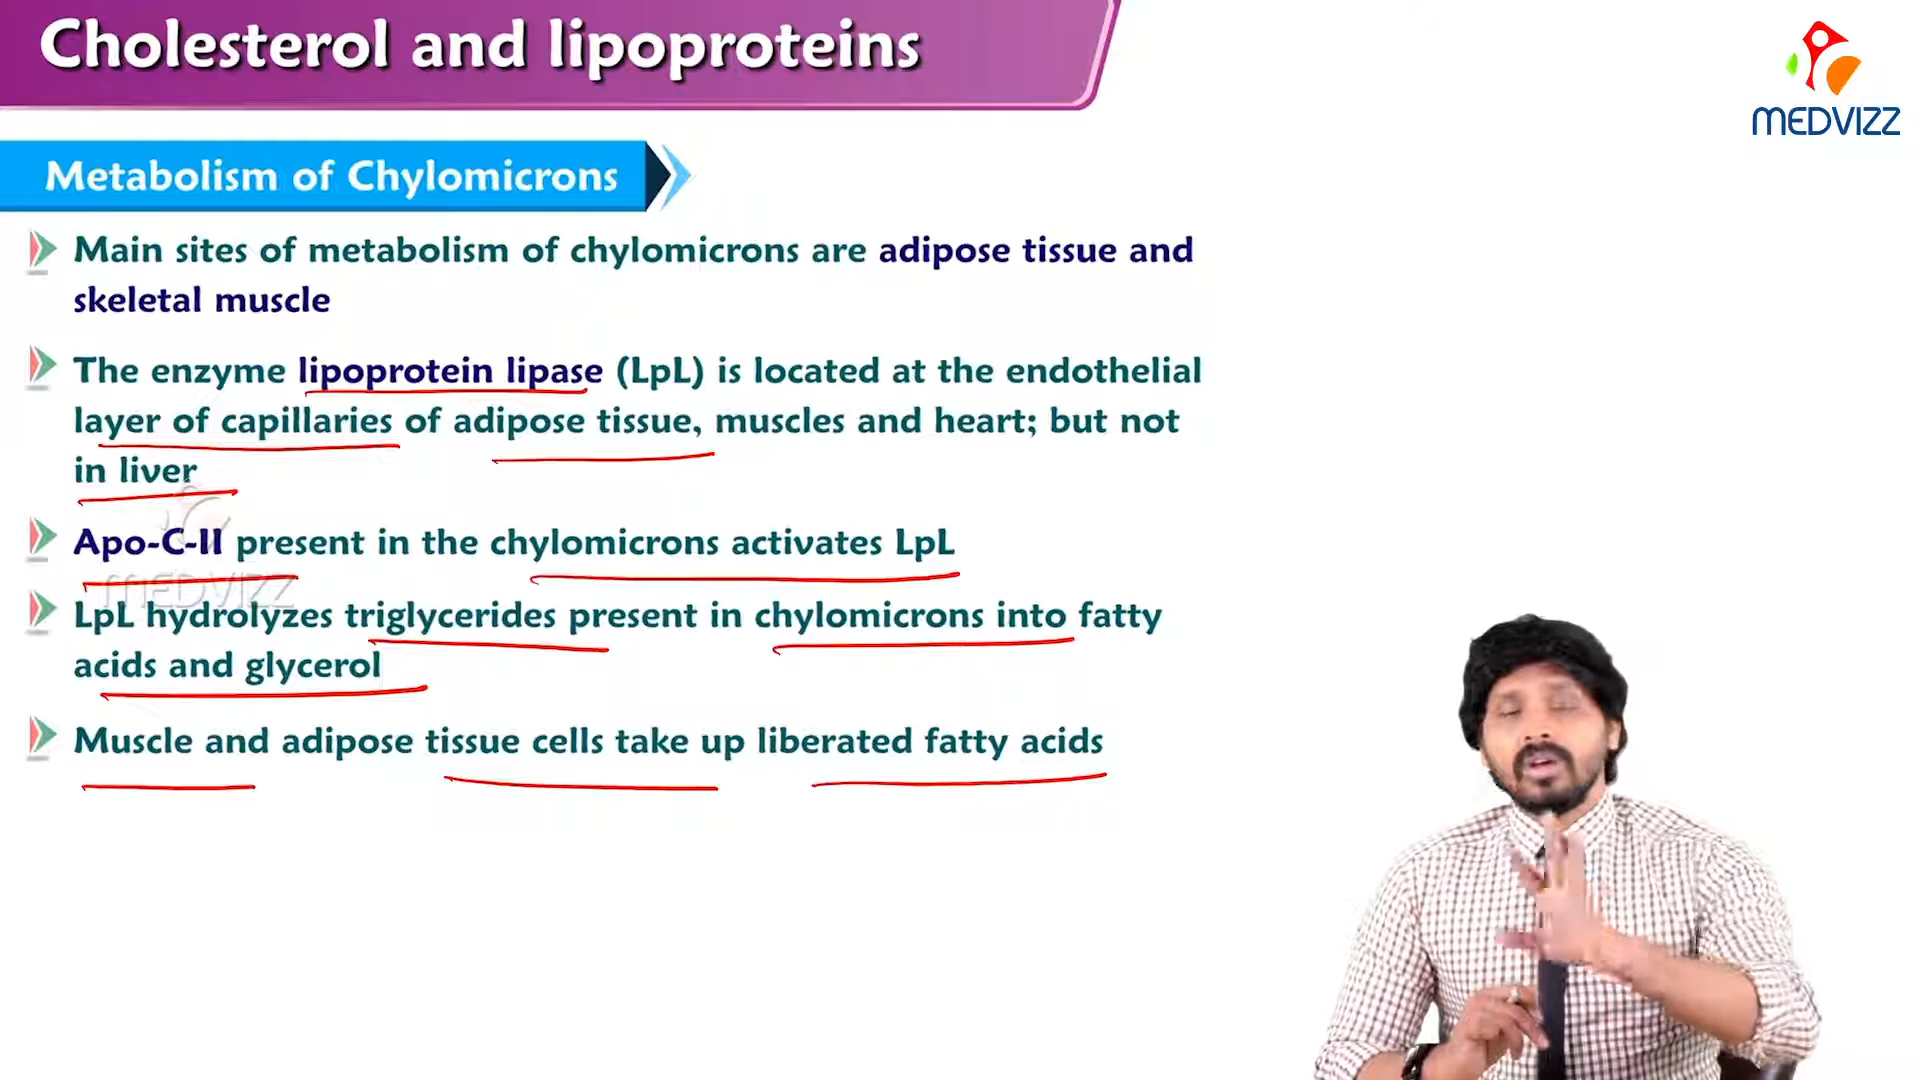 Cholesterol and lipoproteins
MEDVIZZ
Metabolism of Chylomicrons
Main sites of metabolism of chylomicrons are adipose tissue and
skeletal muscle
The enzyme lipoprotein lipase (LpL) is located at the endothelial
layer of capillaries of adipose tissue, muscles and heart; but not
in liver
Apo-C-II present in the chylomicrons activates LpL
MEDVIZZ
LpL hydrolyzes triglycerides present in chylomicrons into fatty
acids and glycerol
Muscle and adipose tissue cells take up liberated fatty acids